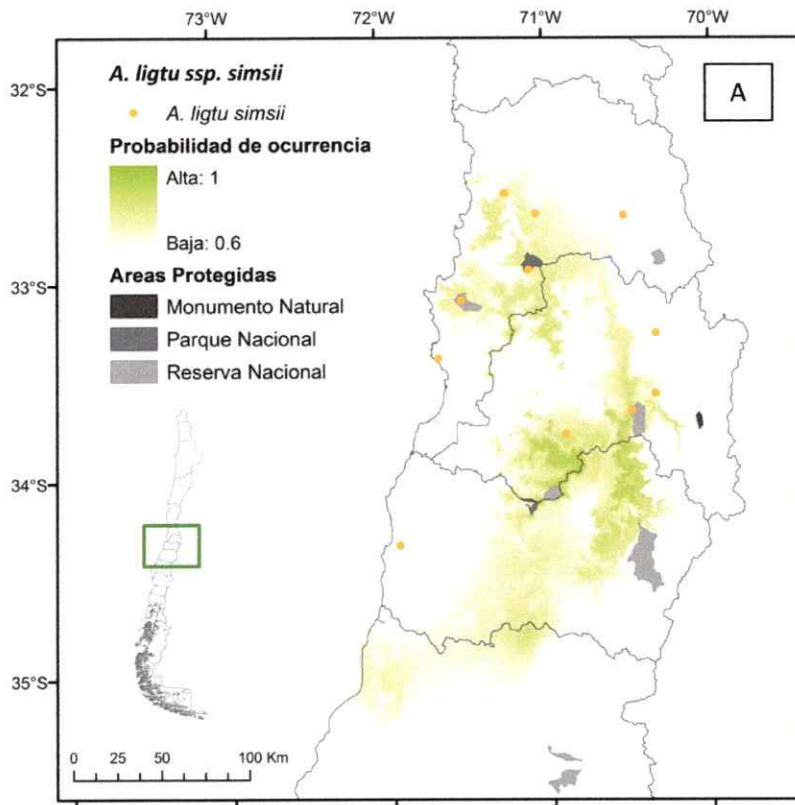 73°W 72°W 71°W 70°W
32°S
33°S
34°S
35°S
A
A. ligtu ssp. simsii
A. ligtu simsii
Probabilidad de ocurrencia
Alta: 1
Baja: 0.6
Areas Protegidas
Monumento Natural
Parque Nacional
Reserva Nacional
0 25 50 100 Km